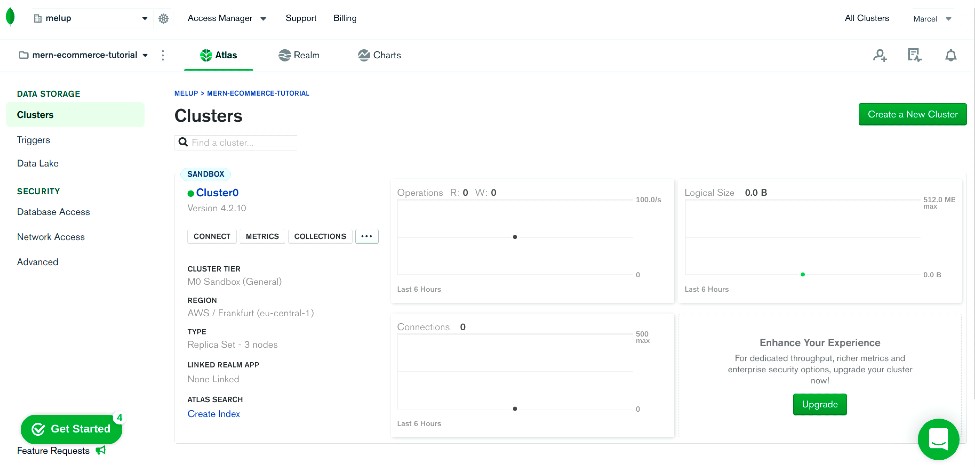 melup
Access Manager
Support
Billing
All Clusters
Marcel
mern-ecommerce-tutorial
Atlas
Realm
Charts
DATA STORAGE
Clusters
Triggers
Data Lake
SECURITY
Database Access
Network Access
Advanced
MELUP > MERN-ECOMMERCE-TUTORIAL
Clusters
Create a New Cluster
Find a cluster...
SANDBOX
Cluster0
Version 4.2.10
CONNECT
METRICS
COLLECTIONS
...
CLUSTER TIER
M0 Sandbox (General)
REGION
AWS / Frankfurt (eu-central-1)
TYPE
Replica Set - 3 nodes
LINKED REALM APP
None Linked
ATLAS SEARCH
Create Index
Operations R: 0 W: 0
100.0/s
0
Last 6 Hours
Logical Size 0.0 B
512.0 MB
max
0.0 B
Last 6 Hours
Connections 0
500
max
0
Last 6 Hours
Enhance Your Experience
For dedicated throughput, richer metrics and
enterprise security options, upgrade your cluster
now!
Upgrade
Get Started
4
Feature Requests